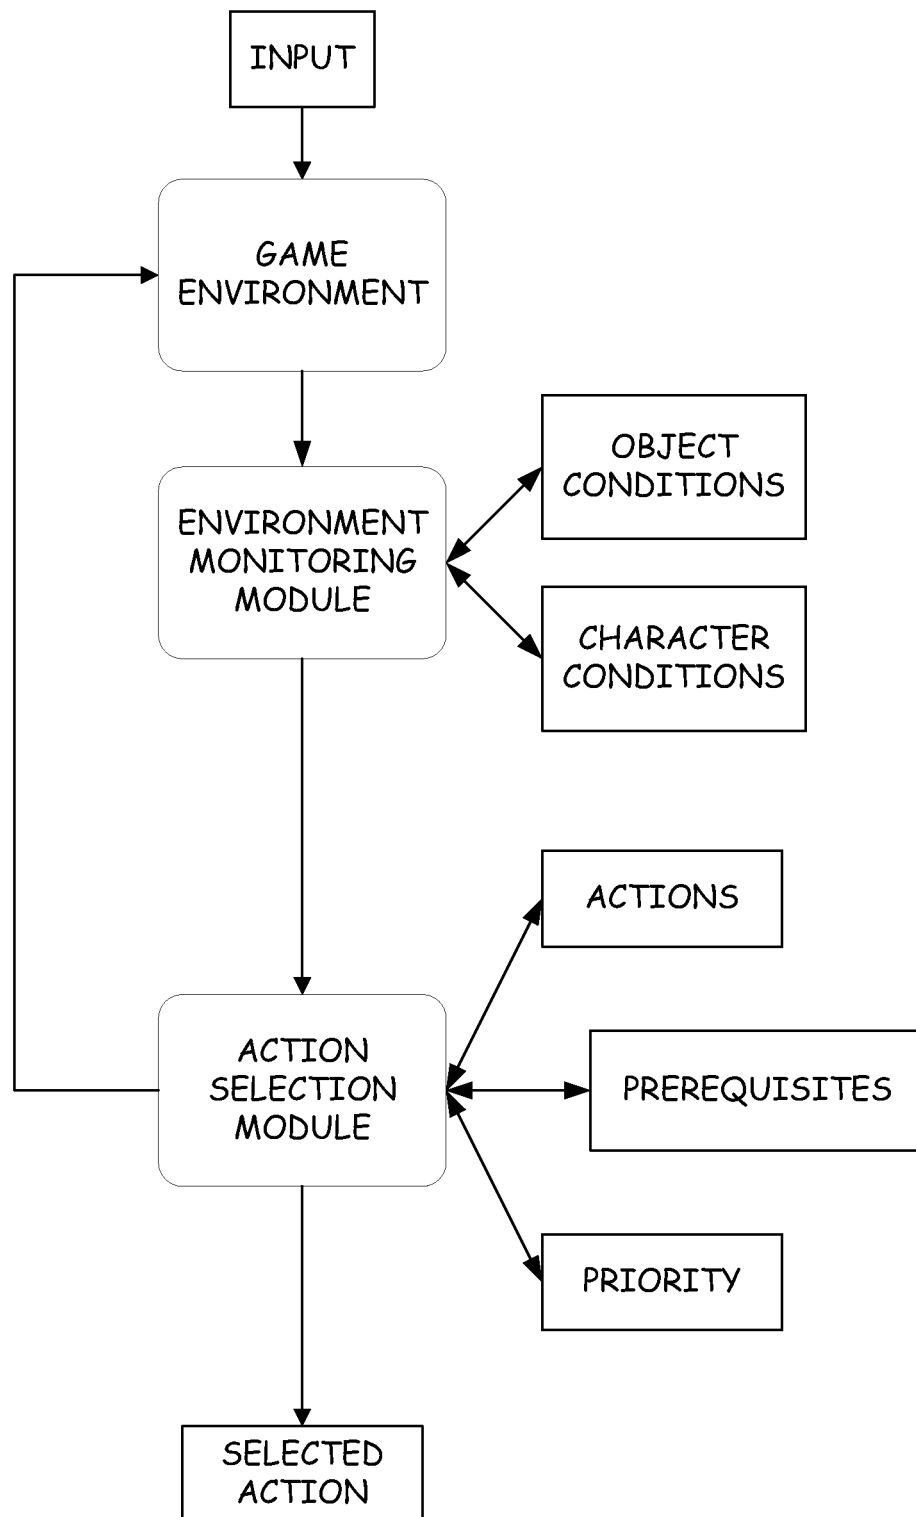 INPUT
GAME
ENVIRONMENT
ENVIRONMENT
MONITORING
MODULE
OBJECT
CONDITIONS
CHARACTER
CONDITIONS
ACTIONS
ACTION
SELECTION
MODULE
PREREQUISITES
PRIORITY
SELECTED
ACTION